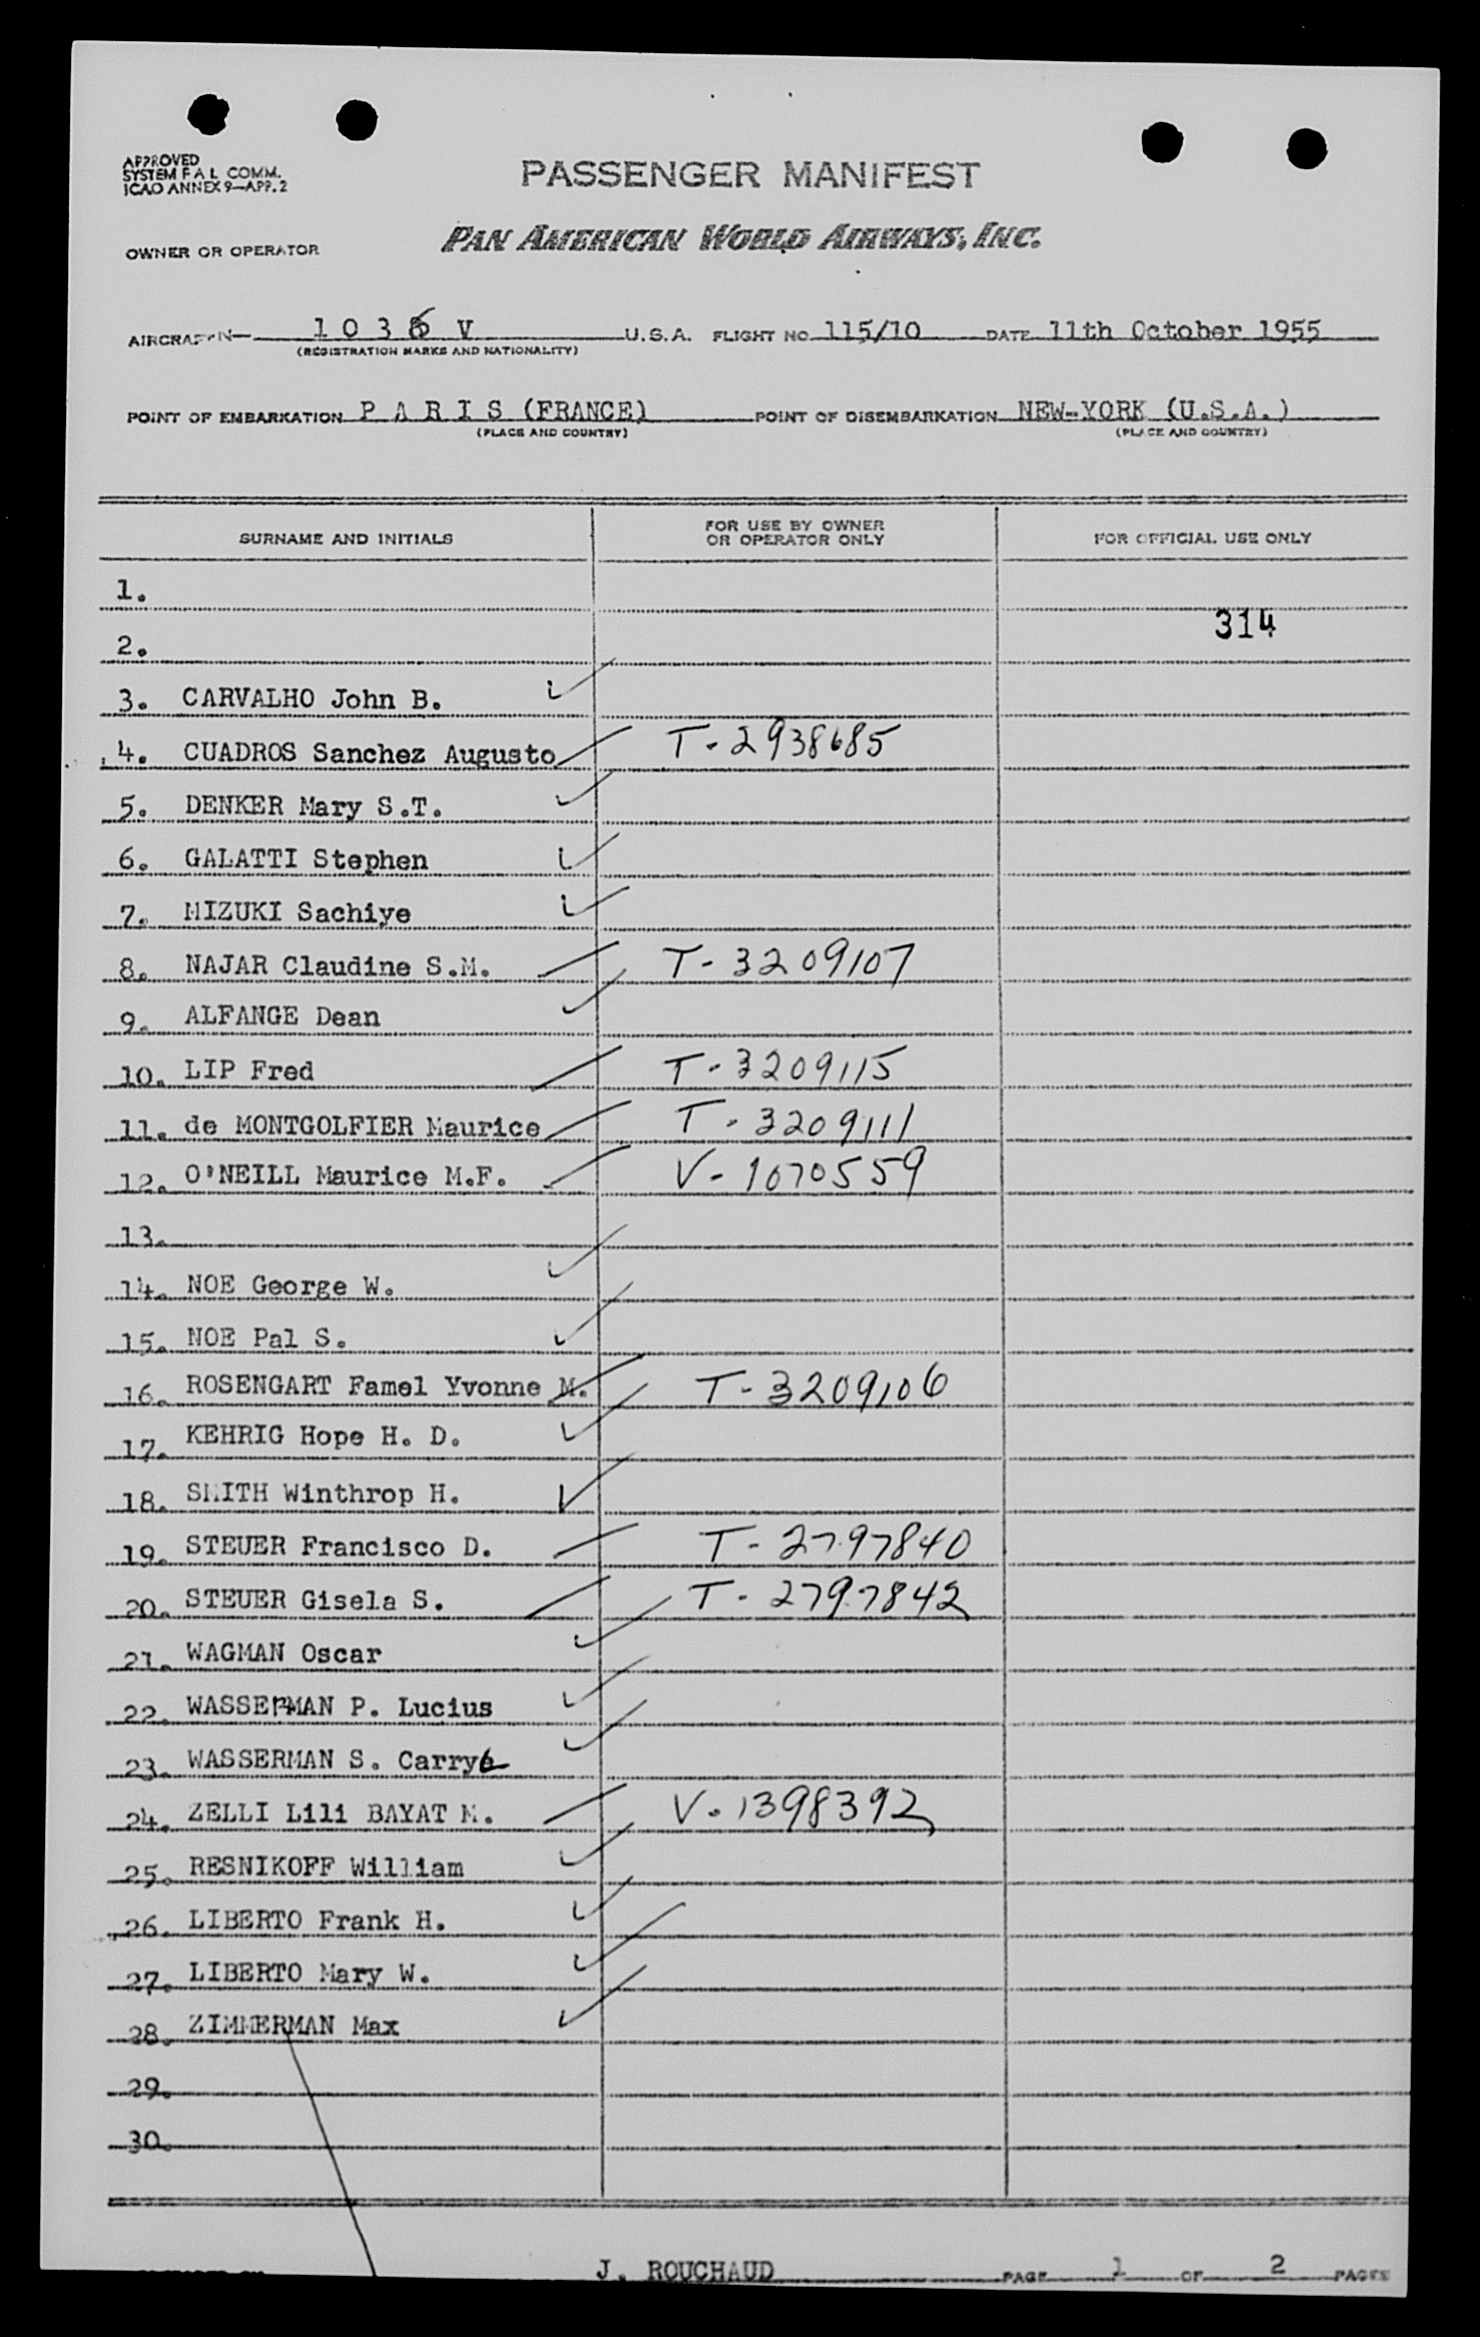 APPROVED
SYSTEM F A L COMM.
ICAO ANNEX 9—APP. 2
PASSENGER MANIFEST
OWNER OR OPERATOR PAN AMERICAN WORLD AIRWAYS, INC.
AIRCRAFT N— 1 0 3 6 V U.S.A. FLIGHT NO 115/10 DATE 11th October 1955
(REGISTRATION MARKS AND NATIONALITY)
POINT OF EMBARKATION P A R I S (FRANCE) POINT OF DISEMBARKATION NEW-YORK (U.S.A.)
(PLACE AND COUNTRY) (PLACE AND COUNTRY)
SURNAME AND INITIALS FOR USE BY OWNER OR OPERATOR ONLY FOR OFFICIAL USE ONLY
1.
314
2.
3. CARVALHO John B.
4. CUADROS Sanchez Augusto T-2938685
5. DENKER Mary S.T.
6. GALATTI Stephen
7. MIZUKI Sachiye
8. NAJAR Claudine S.M. T-3209107
9. ALFANGE Dean
10. LIP Fred T-3209115
11. de MONTGOLFIER Maurice T-3209111
12. O'NEILL Maurice M.F. V-1070559
13.
14. NOE George W.
15. NOE Pal S.
16. ROSENGART Famel Yvonne M. T-3209106
17. KEHRIG Hope H. D.
18. SMITH Winthrop H.
19. STEUER Francisco D. T-2797840
20. STEUER Gisela S. T-2797842
21. WAGMAN Oscar
22. WASSERMAN P. Lucius
23. WASSERMAN S. Carry
24. ZELLI Lili BAYAT M. V-1398392
25. RESNIKOFF William
26. LIBERTO Frank H.
27. LIBERTO Mary W.
28. ZIMMERMAN Max
29.
30.
J. ROUCHAUD PAGE 1 OF 2 PAGES